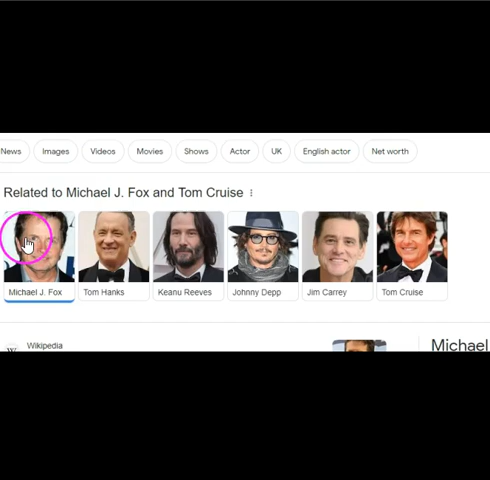 News Images Videos Movies Shows Actor UK English actor Net worth
Related to Michael J. Fox and Tom Cruise
Michael J. Fox Tom Hanks Keanu Reeves Johnny Depp Jim Carrey Tom Cruise
W Wikipedia
Michael